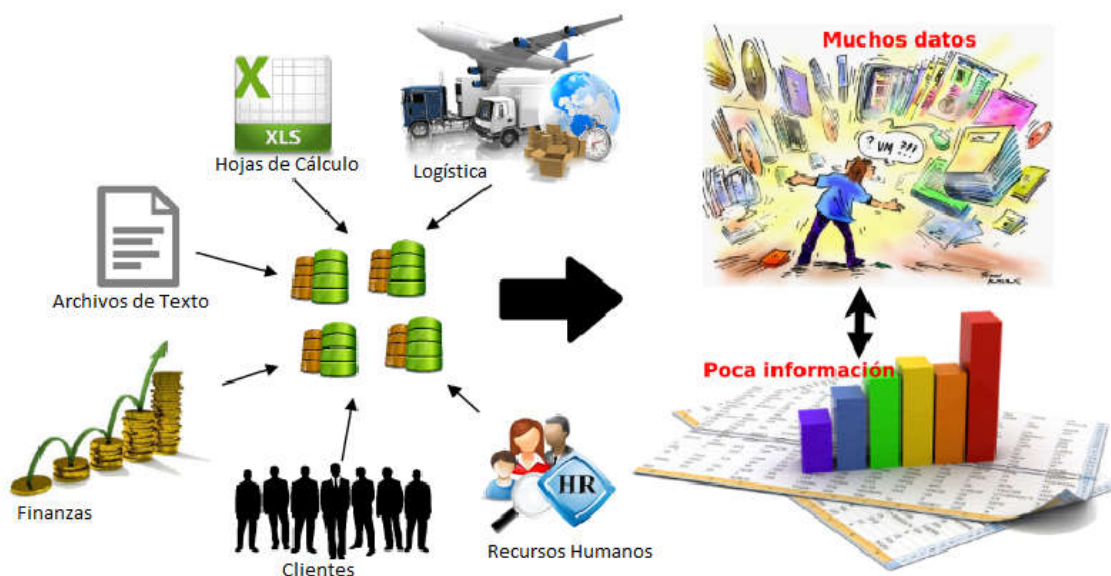 Muchos datos
X
XLS
Hojas de Cálculo
Logística
? UM ?!!
Archivos de Texto
Poca información
HR
Finanzas
Clientes
Recursos Humanos